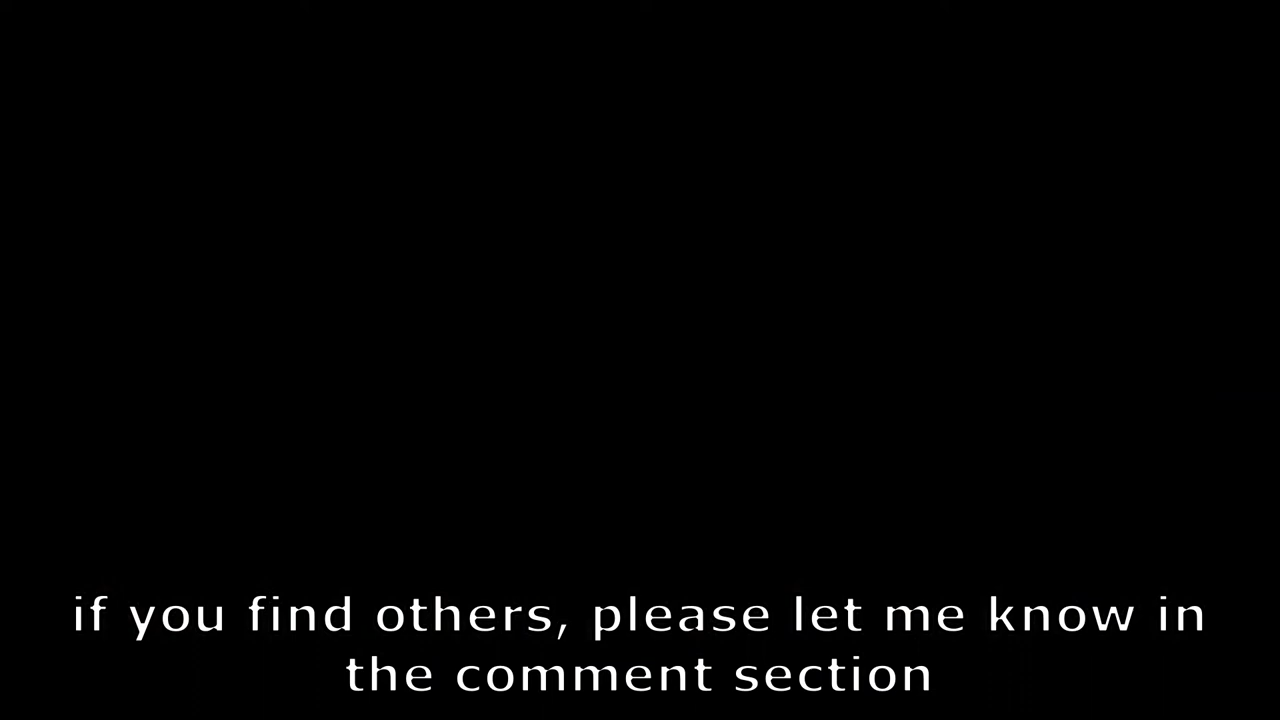 if you find others, please let me know in
the comment section